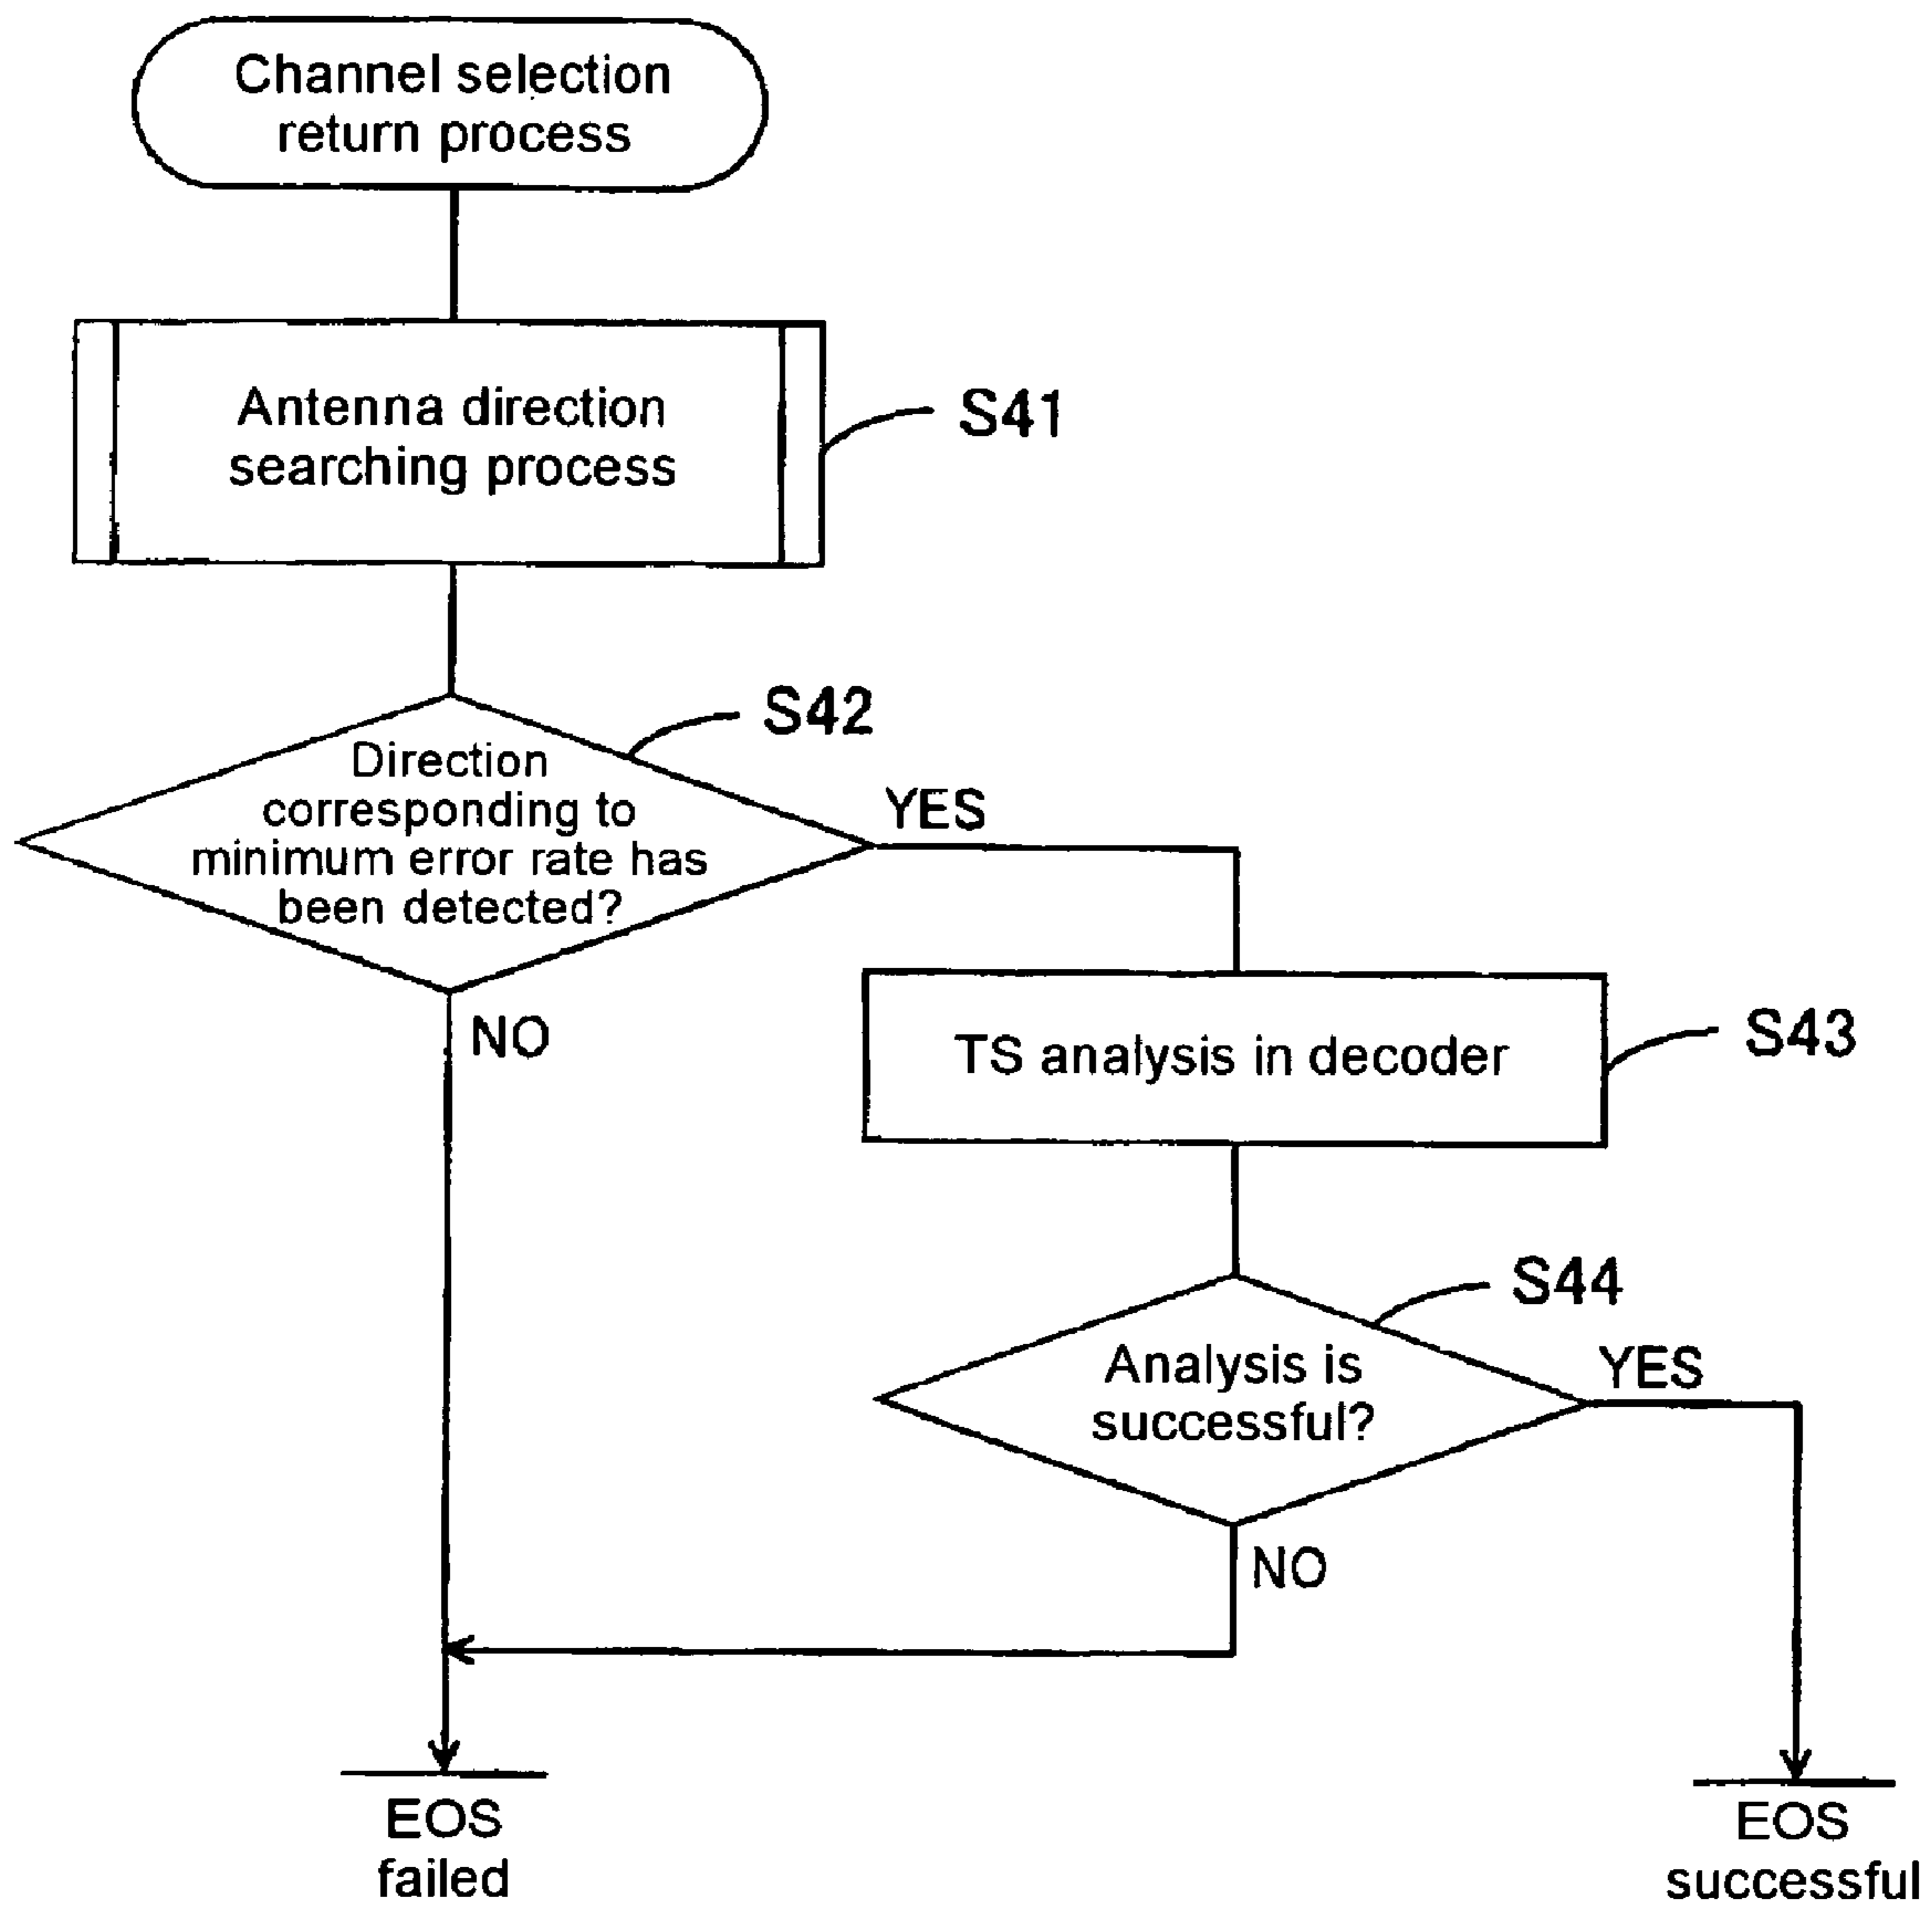 Channel selection
return process
Antenna direction
searching process
S41
S42
Direction
corresponding to
minimum error rate has
been detected?
YES
NO
TS analysis in decoder
S43
S44
Analysis is
successful?
YES
NO
EOS
failed
EOS
successful